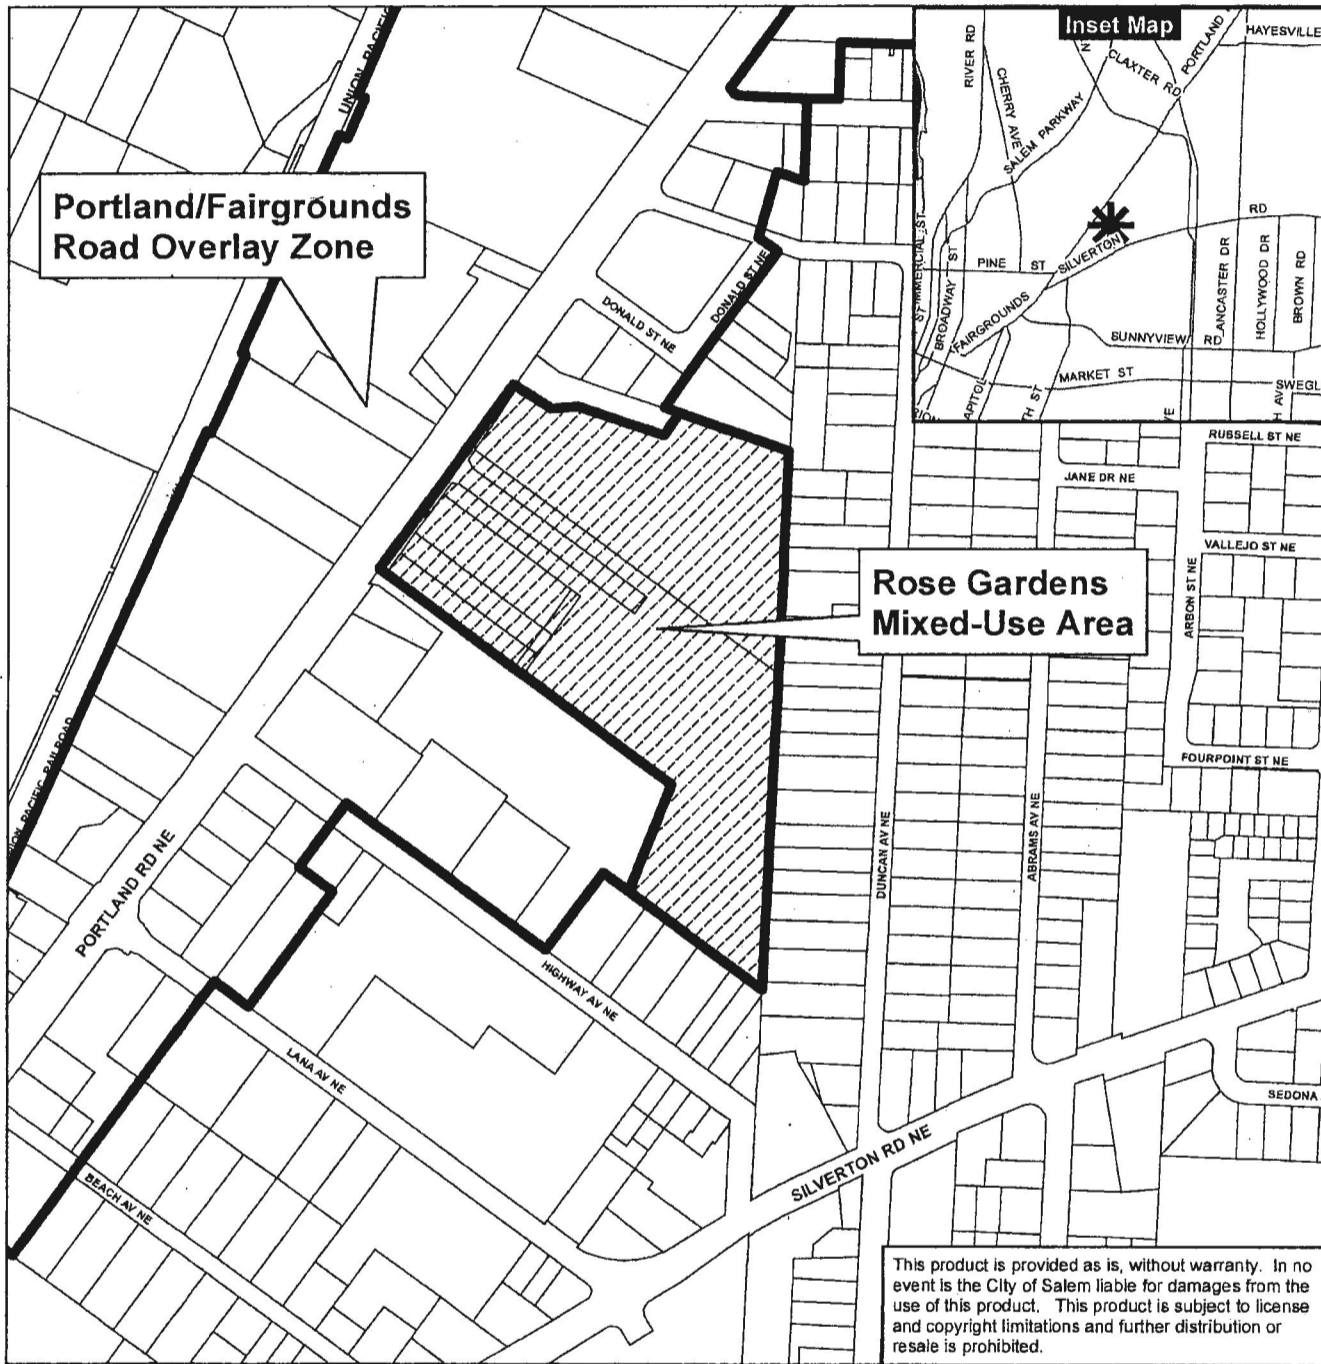 Inset Map
RIVER RD
CHERRY AVE
SALEM PARKWAY
CLAXTER RD
PORTLAND
HAYESVILLE
RD
PINE ST
SILVERTON
BROADWAY ST
FAIRGROUNDS
SUNNYVIEW RD
HOLLYWOOD DR
BROWN RD
MARKET ST
UNION PACIFIC
Portland/Fairgrounds
Road Overlay Zone
DONALD ST NE
DONALD ST NE
RUSSELL ST NE
JANE DR NE
VALLEJO ST NE
ARBON ST NE
Rose Gardens
Mixed-Use Area
FOURPOINT ST NE
PACIFIC RAILROAD
PORTLAND RD NE
DUNCAN AV NE
ABRAMS AV NE
HIGHWAY AV NE
LANA AV NE
BEACH AV NE
SILVERTON RD NE
SEDONA
This product is provided as is, without warranty. In no
event is the City of Salem liable for damages from the
use of this product. This product is subject to license
and copyright limitations and further distribution or
resale is prohibited.